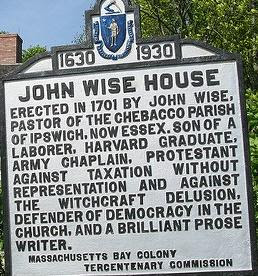 1630 1930
JOHN WISE HOUSE
ERECTED IN 1701 BY JOHN WISE,
PASTOR OF THE CHEBACCO PARISH
OF IPSWICH, NOW ESSEX. SON OF A
LABORER, HARVARD GRADUATE,
ARMY CHAPLAIN, PROTESTANT
AGAINST TAXATION WITHOUT
REPRESENTATION AND AGAINST
THE WITCHCRAFT DELUSION,
DEFENDER OF DEMOCRACY IN THE
CHURCH, AND A BRILLIANT PROSE
WRITER.
MASSACHUSETTS BAY COLONY
TERCENTENARY COMMISSION